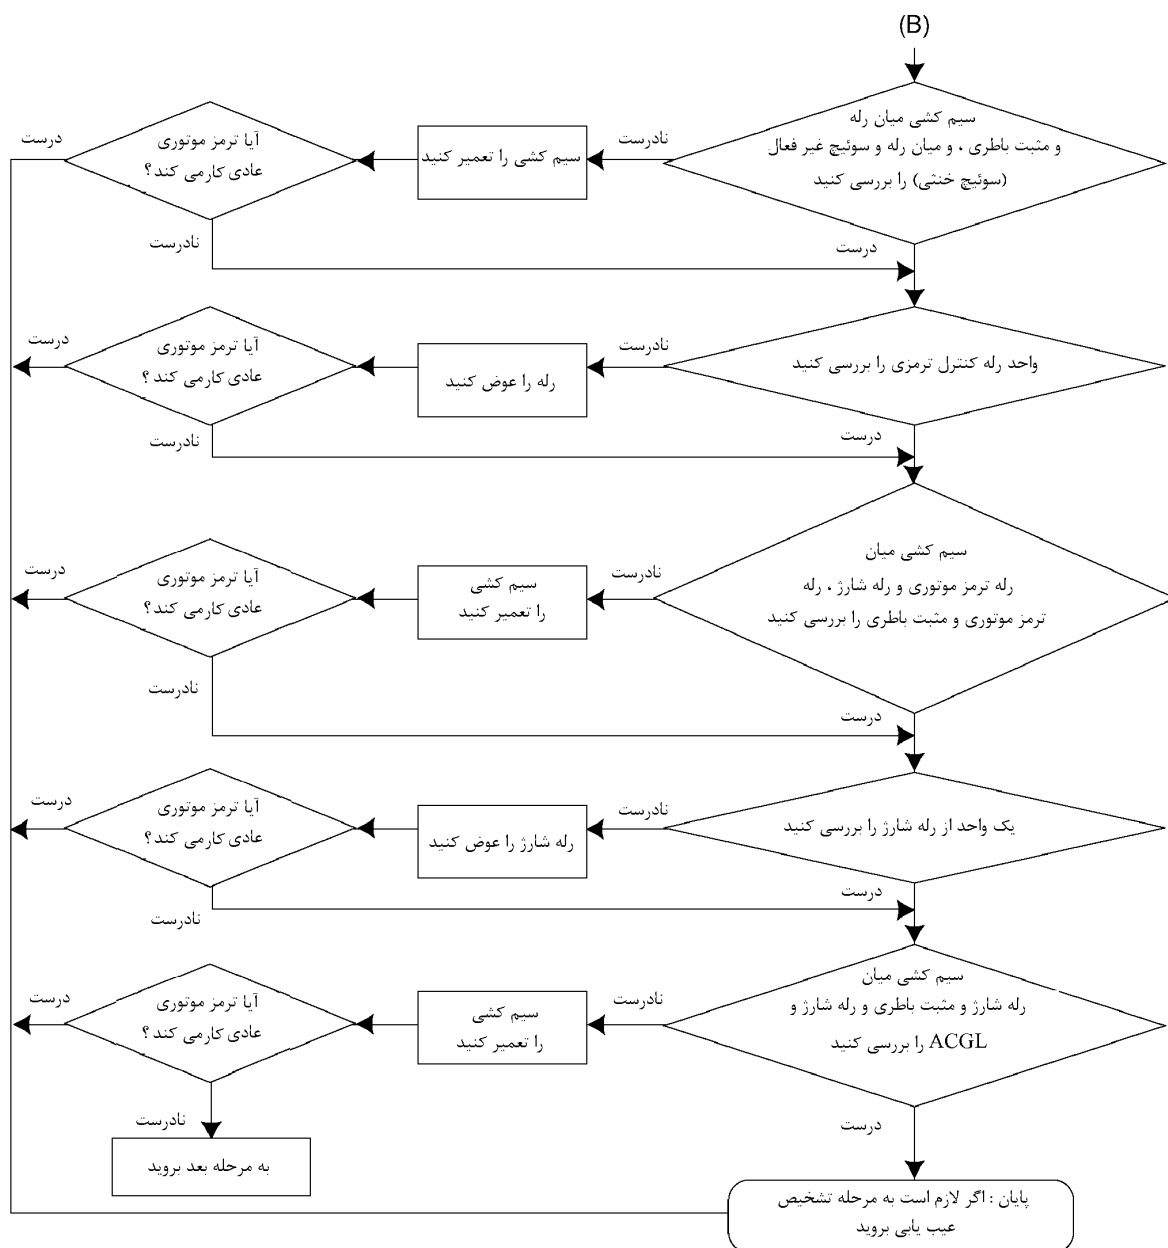 (B)
سیم کشی میان رله
و مثبت باطری ، و میان رله و سوئیچ غیر فعال
(سوئیچ خنثی) را بررسی کنید
نادرست
سیم کشی را تعمیر کنید
آیا ترمز موتوری
عادی کارمی کند ؟
درست
نادرست
درست
واحد رله کنترل ترمزی را بررسی کنید
نادرست
رله را عوض کنید
آیا ترمز موتوری
عادی کارمی کند ؟
درست
نادرست
درست
سیم کشی میان
رله ترمز موتوری و رله شارژ ، رله
ترمز موتوری و مثبت باطری را بررسی کنید
نادرست
سیم کشی
را تعمیر کنید
آیا ترمز موتوری
عادی کارمی کند ؟
درست
نادرست
درست
یک واحد از رله شارژ را بررسی کنید
نادرست
رله شارژ را عوض کنید
آیا ترمز موتوری
عادی کارمی کند ؟
درست
نادرست
درست
سیم کشی میان
رله شارژ و مثبت باطری و رله شارژ و
ACGL را بررسی کنید
نادرست
سیم کشی
را تعمیر کنید
آیا ترمز موتوری
عادی کارمی کند ؟
درست
نادرست
به مرحله بعد بروید
درست
پایان : اگر لازم است به مرحله تشخیص
عیب یابی بروید